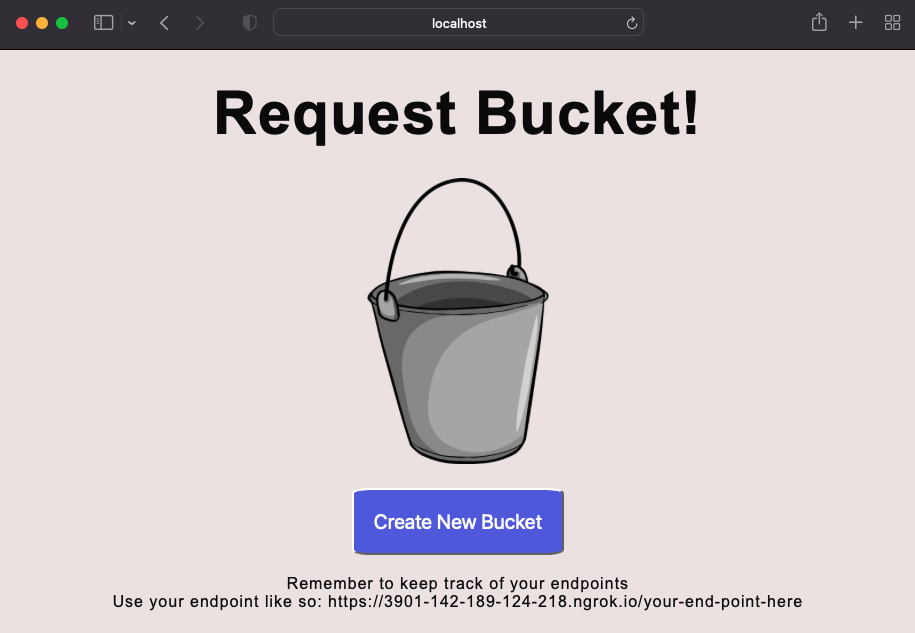 localhost
Request Bucket!
Create New Bucket
Remember to keep track of your endpoints
Use your endpoint like so: https://3901-142-189-124-218.ngrok.io/your-end-point-here